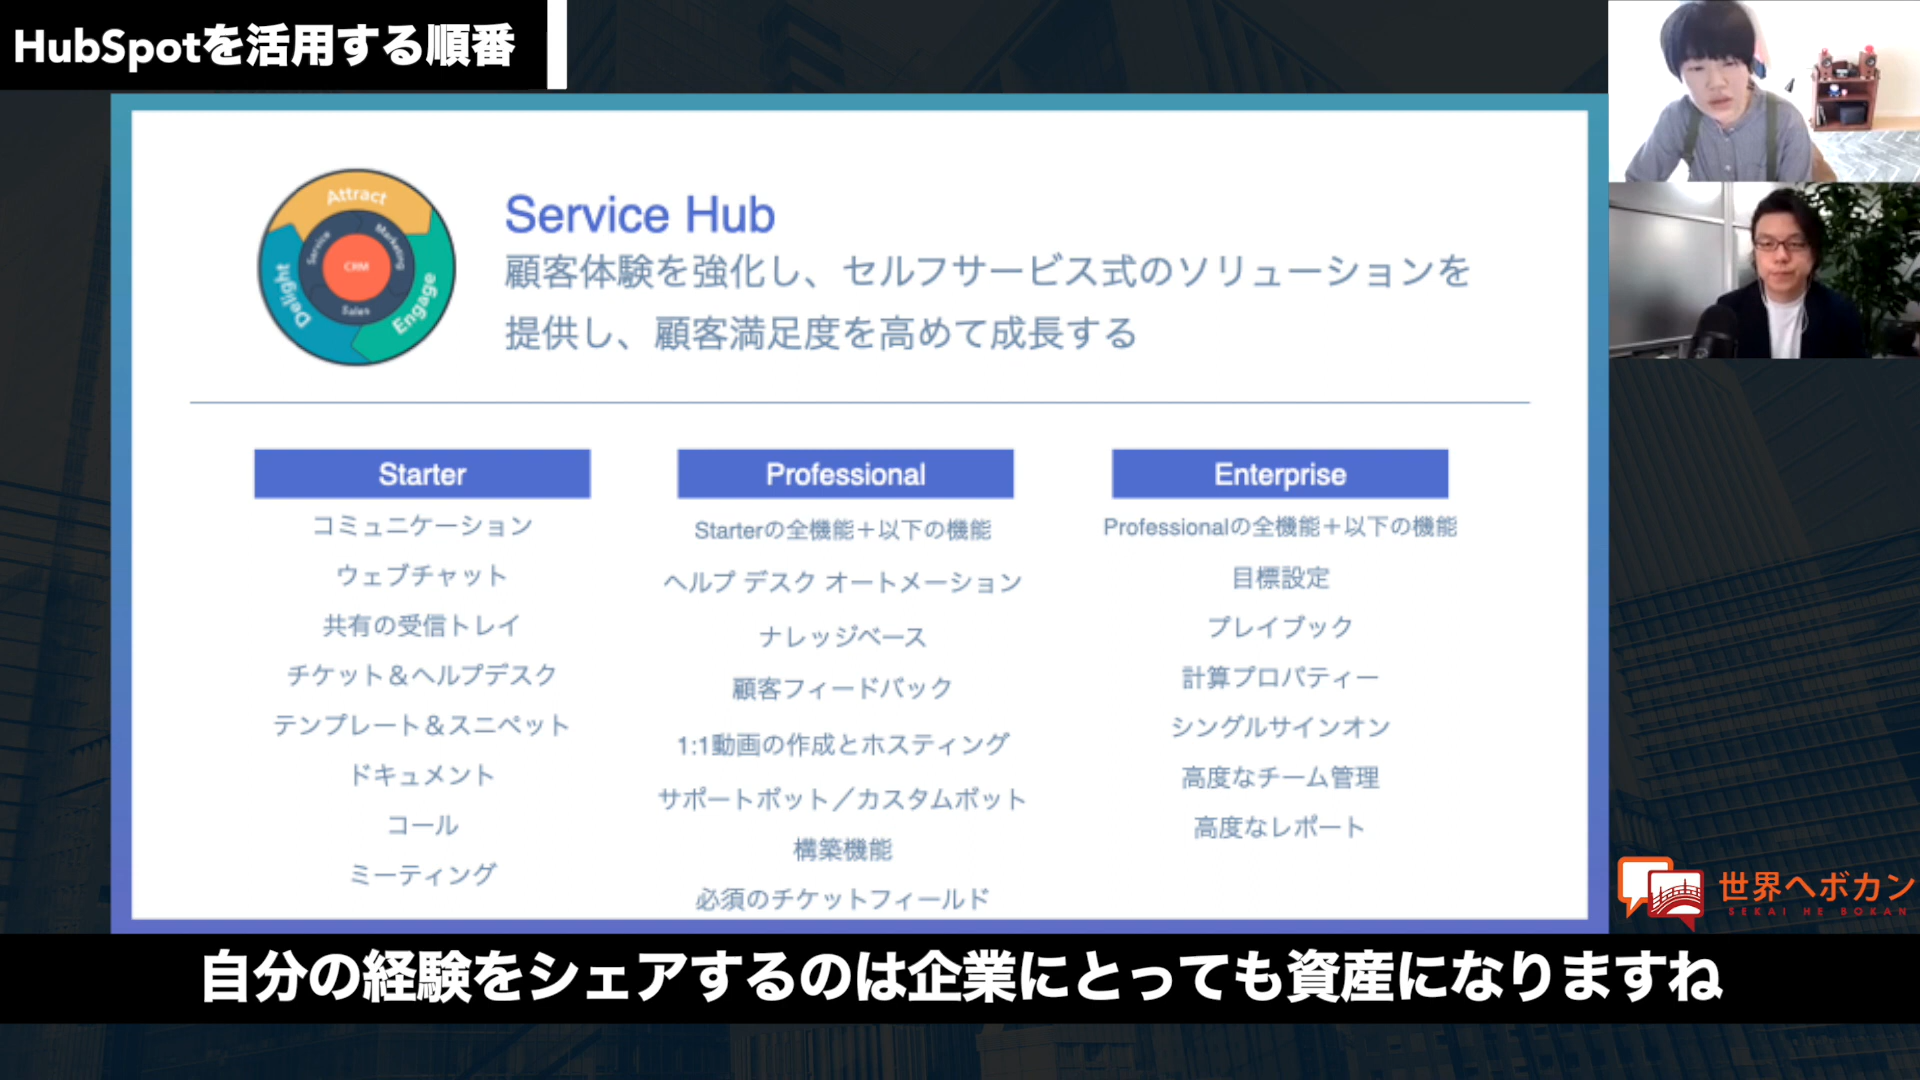 HubSpotを活用する順番
Attract
Service
Marketing
CRM
Sales
Delight
Engage
Service Hub
顧客体験を強化し、セルフサービス式のソリューションを
提供し、顧客満足度を高めて成長する
Starter
コミュニケーション
ウェブチャット
共有の受信トレイ
チケット＆ヘルプデスク
テンプレート＆スニペット
ドキュメント
コール
ミーティング
Professional
Starterの全機能＋以下の機能
ヘルプ デスク オートメーション
ナレッジベース
顧客フィードバック
1:1動画の作成とホスティング
サポートボット／カスタムボット
構築機能
必須のチケットフィールド
Enterprise
Professionalの全機能＋以下の機能
目標設定
プレイブック
計算プロパティー
シングルサインオン
高度なチーム管理
高度なレポート
世界へボカン
SEKAI HE BOKAN
自分の経験をシェアするのは企業にとっても資産になりますね